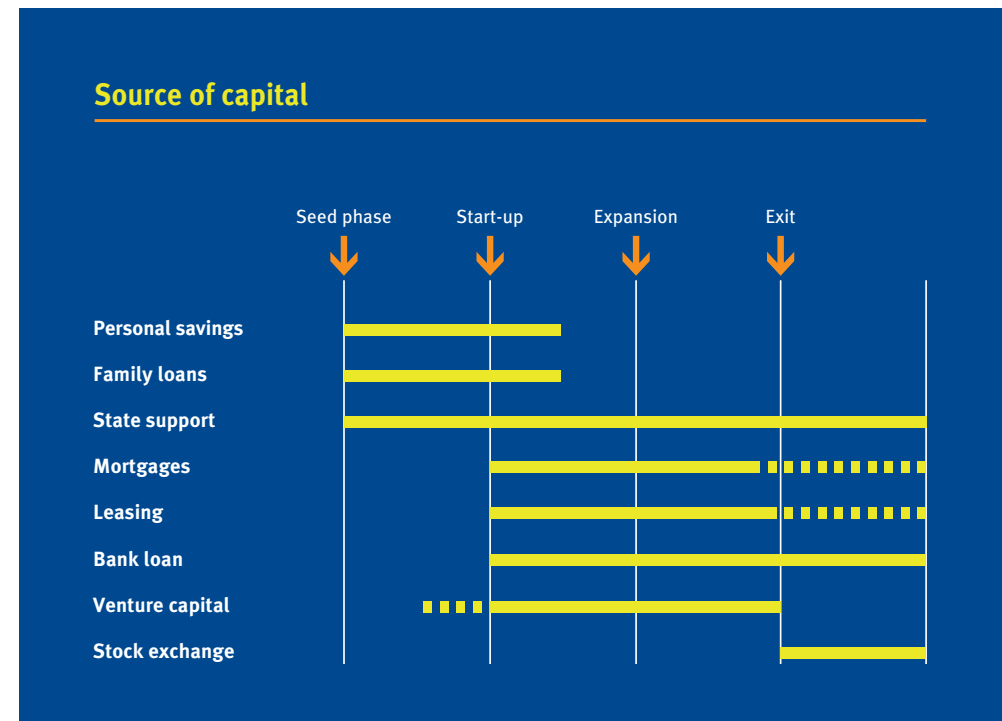 Source of capital
Seed phase Start-up Expansion Exit
Personal savings
Family loans
State support
Mortgages
Leasing
Bank loan
Venture capital
Stock exchange